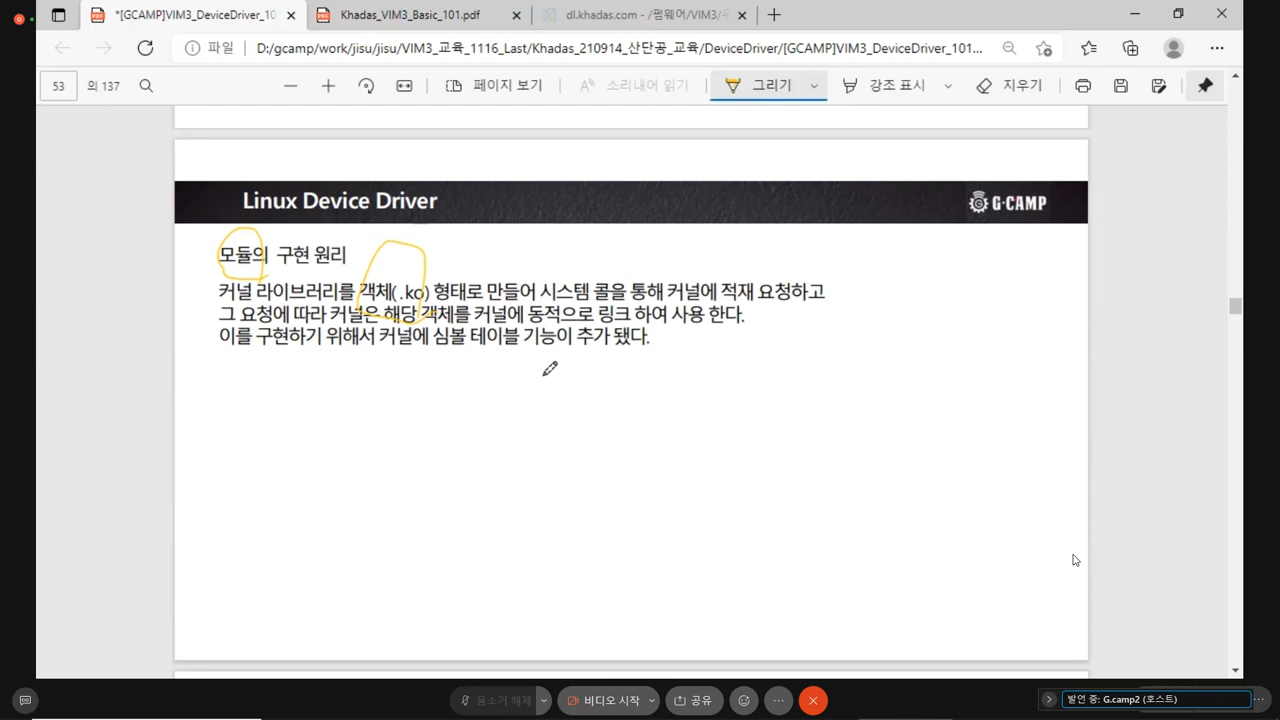 *[GCAMP]VIM3_DeviceDriver_10
Khadas_VIM3_Basic_101.pdf
dl.khadas.com - /펌웨어/VIM3/
파일
D:/gcamp/work/jisu/jisu/VIM3_교육_1116_Last/Khadas_210914_산단공_교육/DeviceDriver/[GCAMP]VIM3_DeviceDriver_101...
53 의 137
페이지 보기
소리내어 읽기
그리기
강조 표시
지우기
Linux Device Driver
G·CAMP
모듈의 구현 원리
커널 라이브러리를 객체(.ko) 형태로 만들어 시스템 콜을 통해 커널에 적재 요청하고
그 요청에 따라 커널은 해당 객체를 커널에 동적으로 링크 하여 사용 한다.
이를 구현하기 위해서 커널에 심볼 테이블 기능이 추가 됐다.
음소거 해제
비디오 시작
공유
발언 중: G.camp2 (호스트)